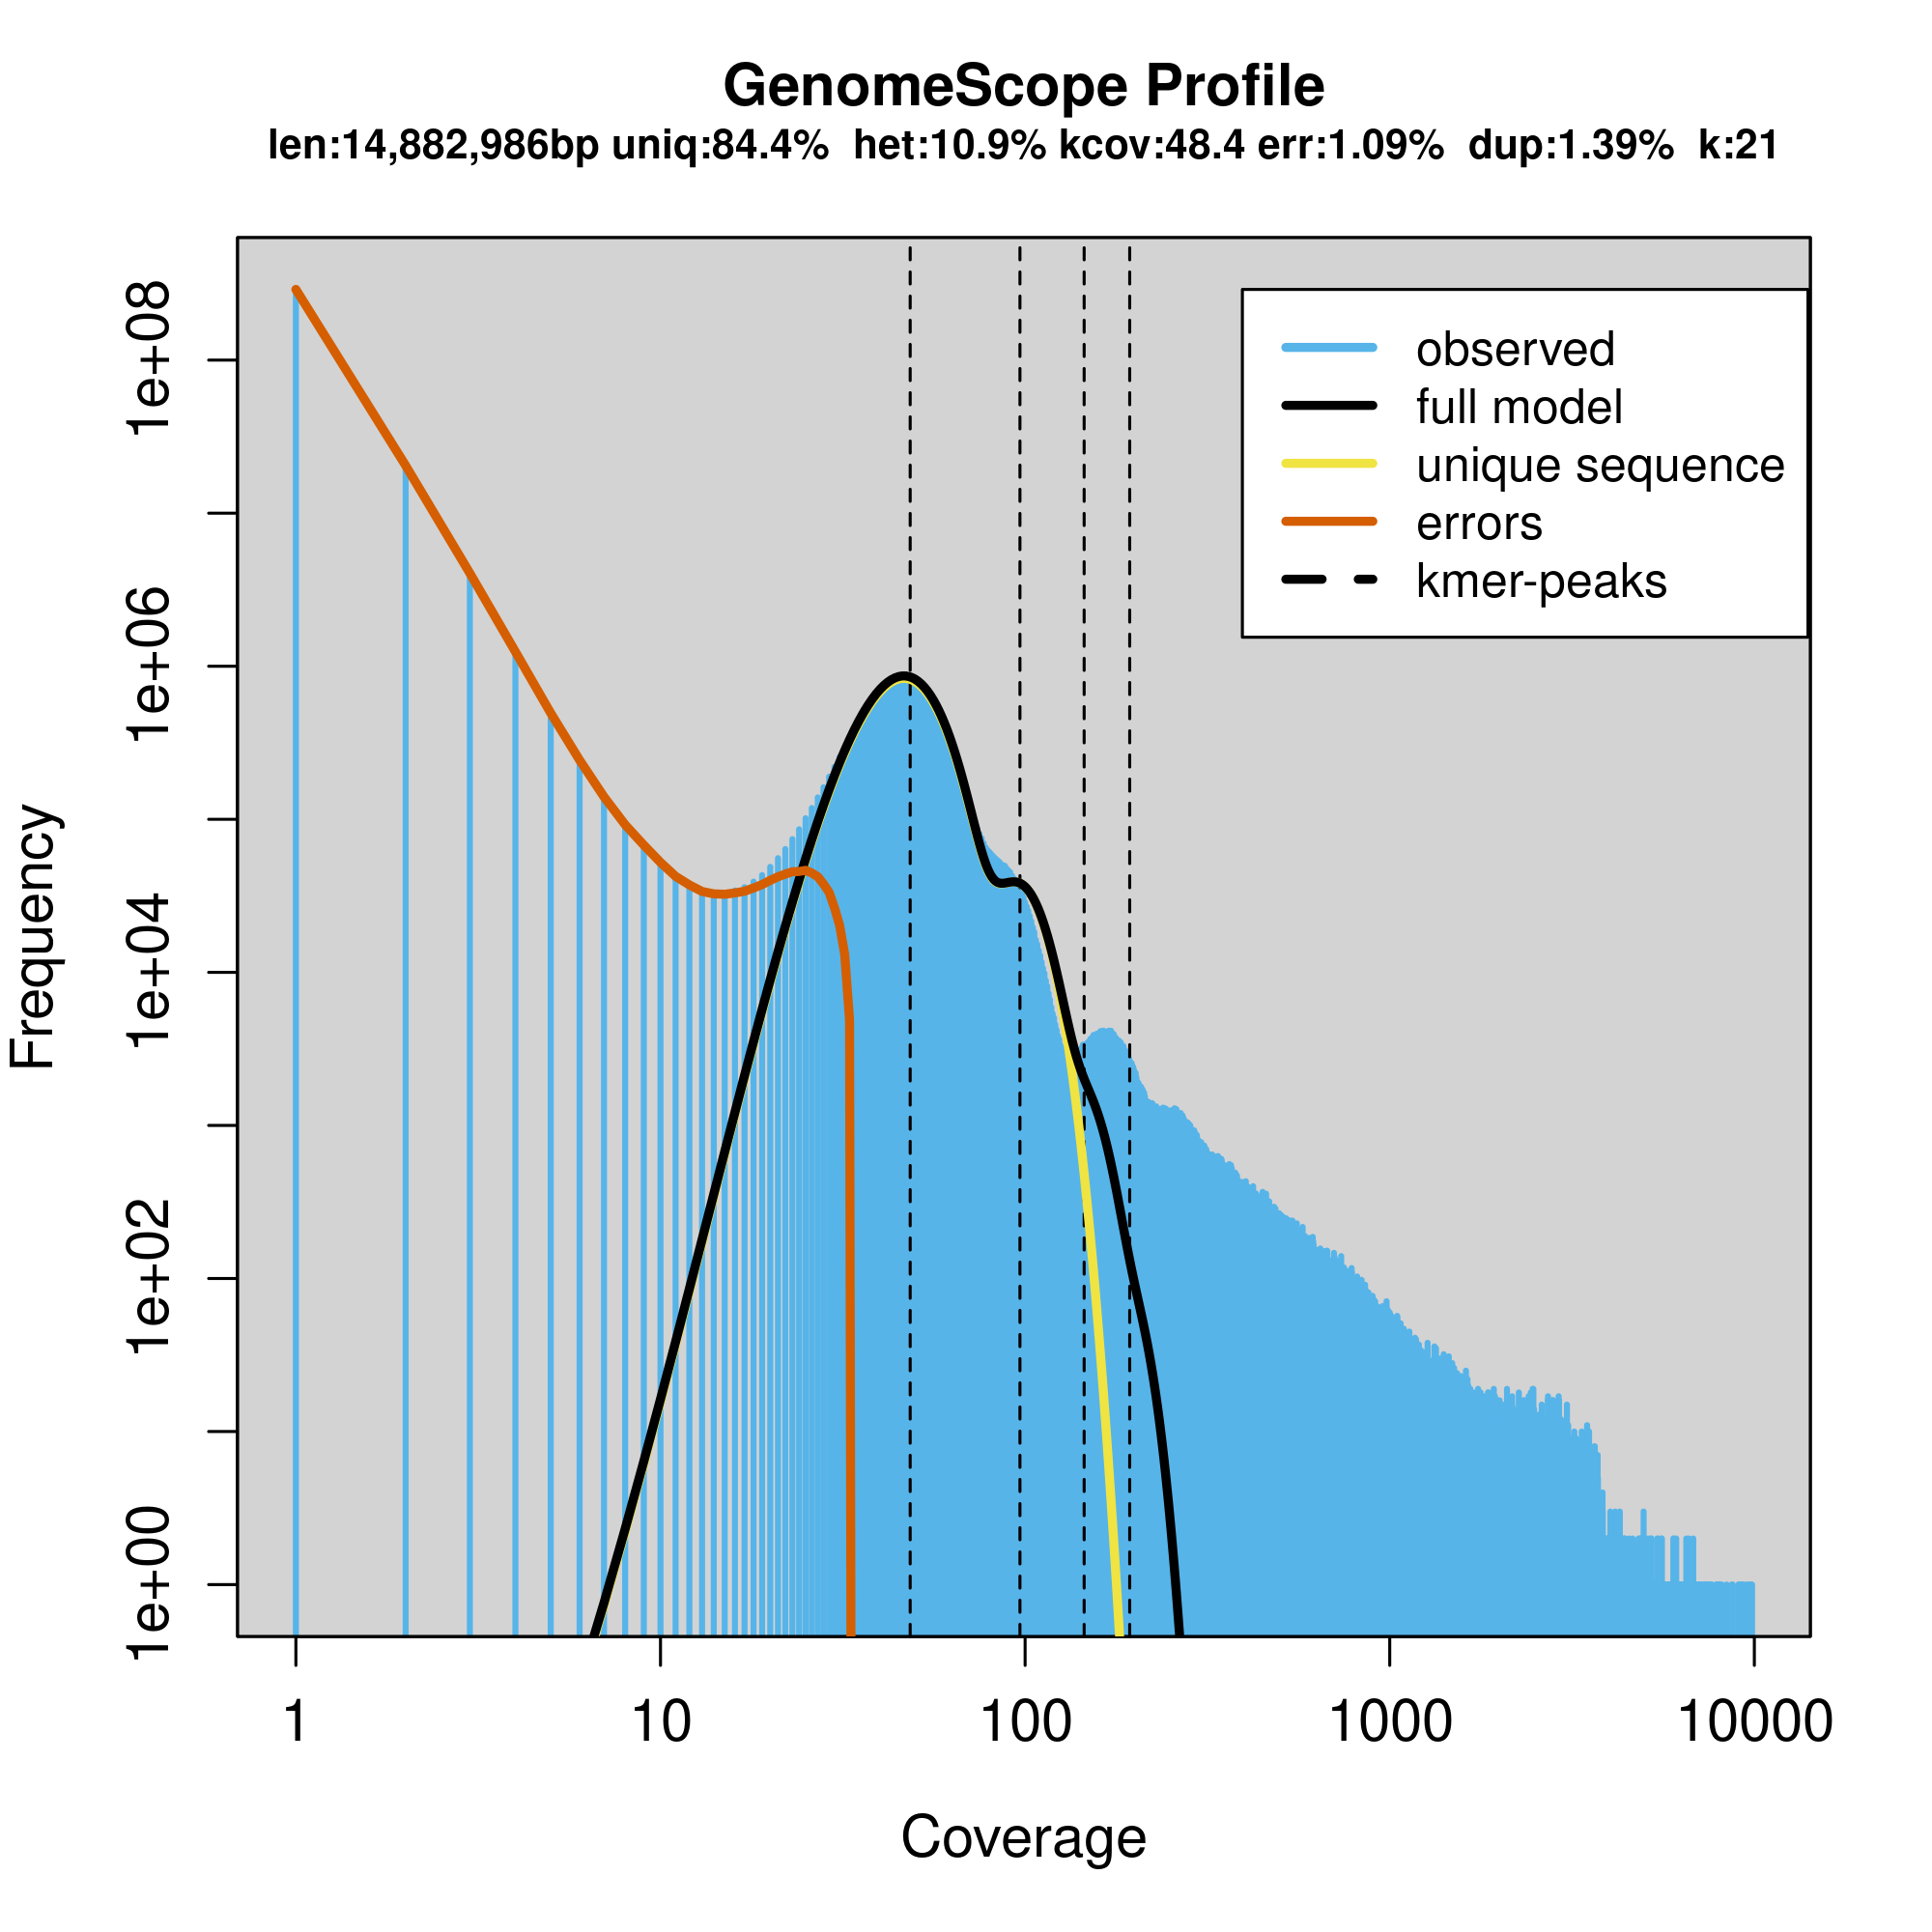 GenomeScope Profile
len:14,882,986bp uniq:84.4% het:10.9% kcov:48.4 err:1.09% dup:1.39% k:21
observed
full model
unique sequence
errors
kmer-peaks
Frequency
1e+08
1e+06
1e+04
1e+02
1e+00
1 10 100 1000 10000
Coverage